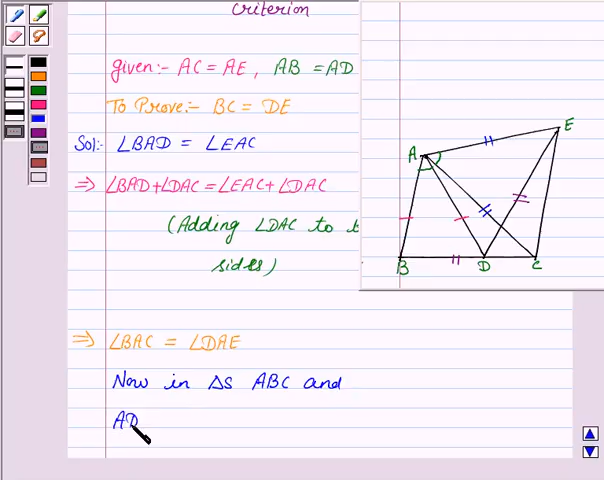 Criterion
given:- AC = AE, AB = AD
To Prove:- BC = DE
Sol: ∠BAD = ∠EAC
⇒ ∠BAD+∠DAC = ∠EAC+∠DAC
(Adding ∠DAC to
sides)
⇒ ∠BAC = ∠DAE
Now in Δs ABC and
AD
A
E
B
D
C